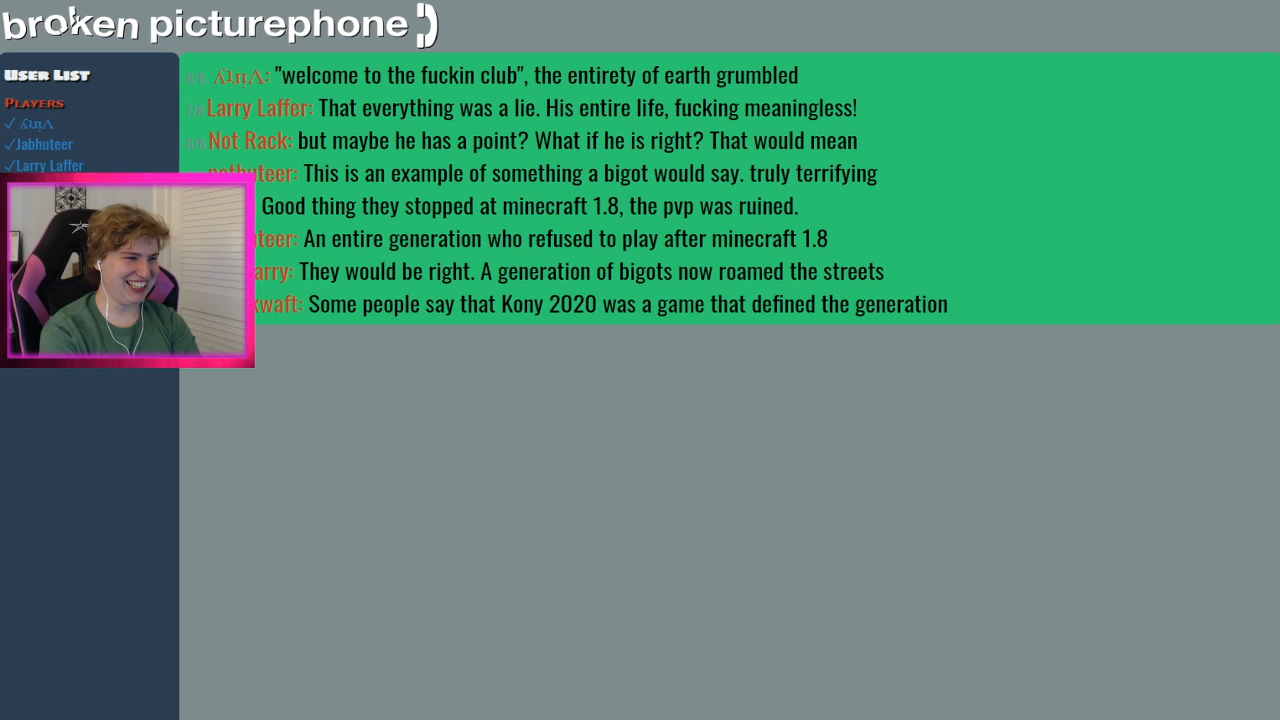 broken picturephone
User List
Players
✓Jabhuteer
✓Larry Laffer
"welcome to the fuckin club", the entirety of earth grumbled
Larry Laffer: That everything was a lie. His entire life, fucking meaningless!
Not Rack: but maybe he has a point? What if he is right? That would mean
This is an example of something a bigot would say. truly terrifying
Good thing they stopped at minecraft 1.8, the pvp was ruined.
teer: An entire generation who refused to play after minecraft 1.8
arry: They would be right. A generation of bigots now roamed the streets
kwaft: Some people say that Kony 2020 was a game that defined the generation